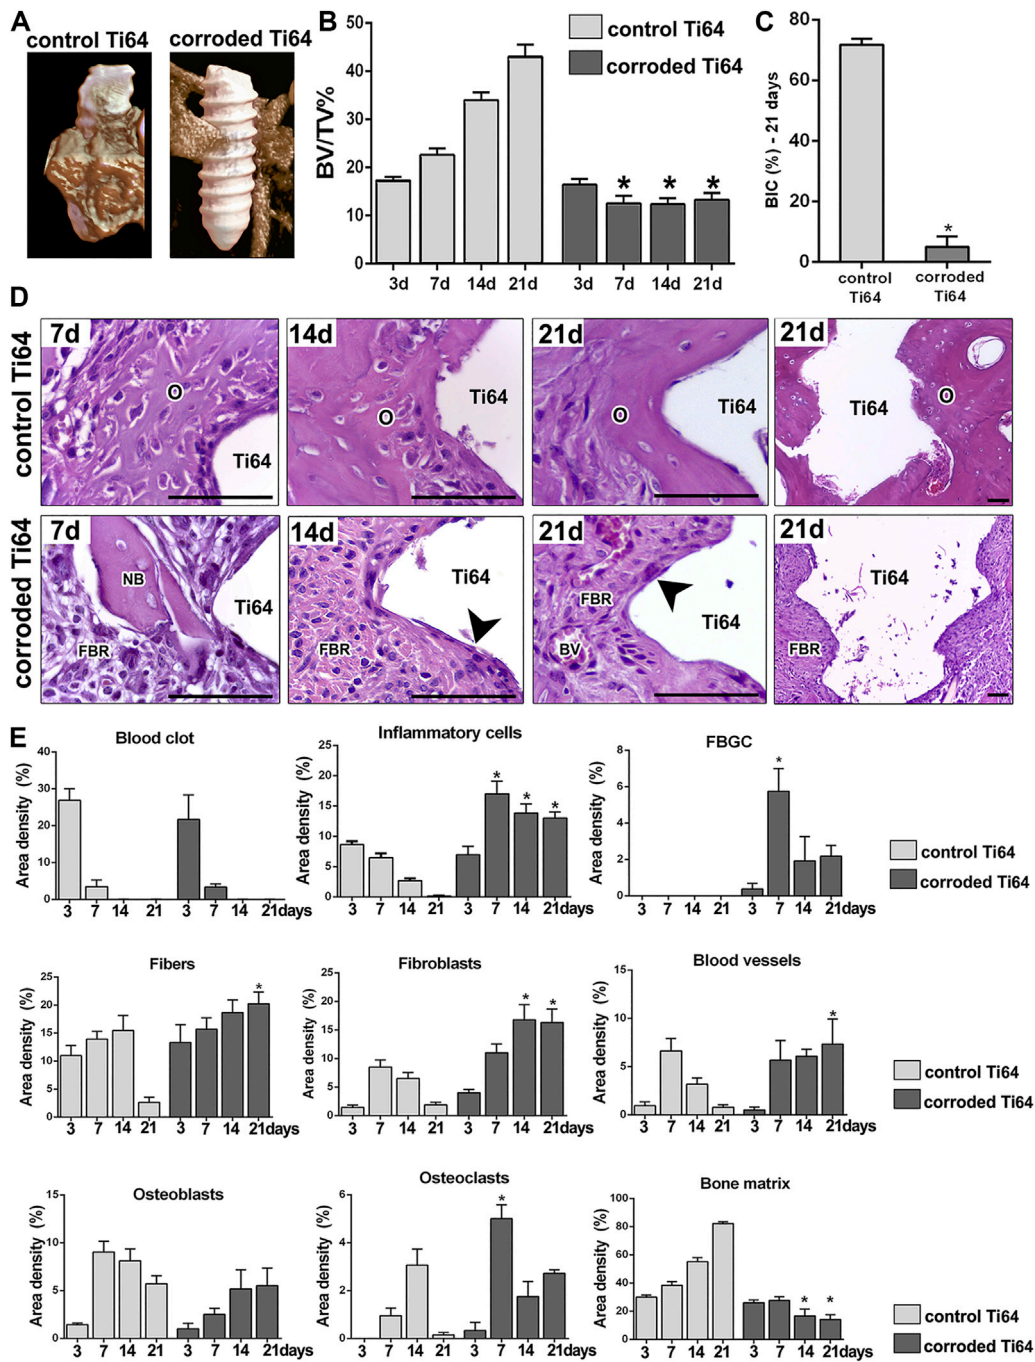 A
control Ti64 corroded Ti64
B
BV/TV%
50
40
30
20
10
0
3d 7d 14d 21d 3d 7d 14d 21d
* * *
control Ti64
corroded Ti64
C
BIC (%) - 21 days
80
60
40
20
0
*
control Ti64
corroded Ti64
D
control Ti64
7d
O
Ti64
14d
O
Ti64
21d
O
Ti64
21d
Ti64
O
corroded Ti64
7d
NB
FBR
Ti64
14d
FBR
Ti64
21d
FBR
BV
Ti64
21d
FBR
Ti64
E
Blood clot
Area density (%)
40
30
20
10
0
3 7 14 21 3 7 14 21days
Inflammatory cells
Area density (%)
25
20
15
10
5
0
* * *
3 7 14 21 3 7 14 21days
FBGC
Area density (%)
8
6
4
2
0
*
3 7 14 21 3 7 14 21days
control Ti64
corroded Ti64
Fibers
Area density (%)
25
20
15
10
5
0
*
3 7 14 21 3 7 14 21days
Fibroblasts
Area density (%)
25
20
15
10
5
0
* *
3 7 14 21 3 7 14 21days
Blood vessels
Area density (%)
15
10
5
0
*
3 7 14 21 3 7 14 21days
control Ti64
corroded Ti64
Osteoblasts
Area density (%)
15
10
5
0
3 7 14 21 3 7 14 21days
Osteoclasts
Area density (%)
6
4
2
0
*
3 7 14 21 3 7 14 21days
Bone matrix
Area density (%)
100
80
60
40
20
0
* *
3 7 14 21 3 7 14 21days
control Ti64
corroded Ti64